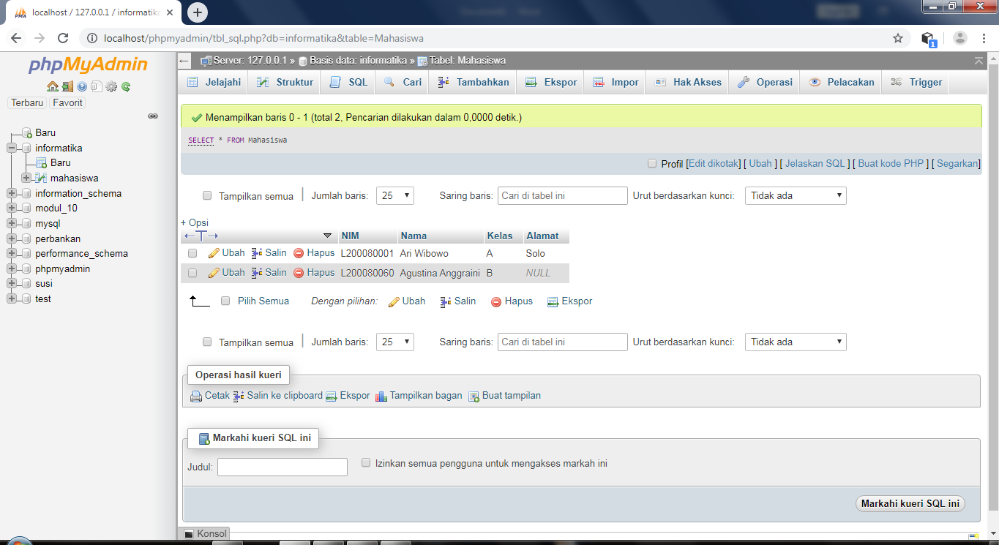 localhost / 127.0.0.1 / informatika
localhost/phpmyadmin/tbl_sql.php?db=informatika&table=Mahasiswa
1
phpMyAdmin
Terbaru Favorit
Baru
informatika
Baru
mahasiswa
information_schema
modul_10
mysql
perbankan
performance_schema
phpmyadmin
susi
test
Server: 127.0.0.1 » Basis data: informatika » Tabel: Mahasiswa
Jelajahi Struktur SQL Cari Tambahkan Ekspor Impor Hak Akses Operasi Pelacakan Trigger
Menampilkan baris 0 - 1 (total 2, Pencarian dilakukan dalam 0,0000 detik.)
SELECT * FROM Mahasiswa
Profil [Edit dikotak] [ Ubah ] [ Jelaskan SQL ] [ Buat kode PHP ] [ Segarkan]
Tampilkan semua | Jumlah baris: 25 Saring baris: Cari di tabel ini Urut berdasarkan kunci: Tidak ada
+ Opsi
←T→ NIM Nama Kelas Alamat
Ubah Salin Hapus L200080001 Ari Wibowo A Solo
Ubah Salin Hapus L200080060 Agustina Anggraini B NULL
Pilih Semua Dengan pilihan: Ubah Salin Hapus Ekspor
Tampilkan semua | Jumlah baris: 25 Saring baris: Cari di tabel ini Urut berdasarkan kunci: Tidak ada
Operasi hasil kueri
Cetak Salin ke clipboard Ekspor Tampilkan bagan Buat tampilan
Markahi kueri SQL ini
Judul: Izinkan semua pengguna untuk mengakses markah ini
Markahi kueri SQL ini
Konsol